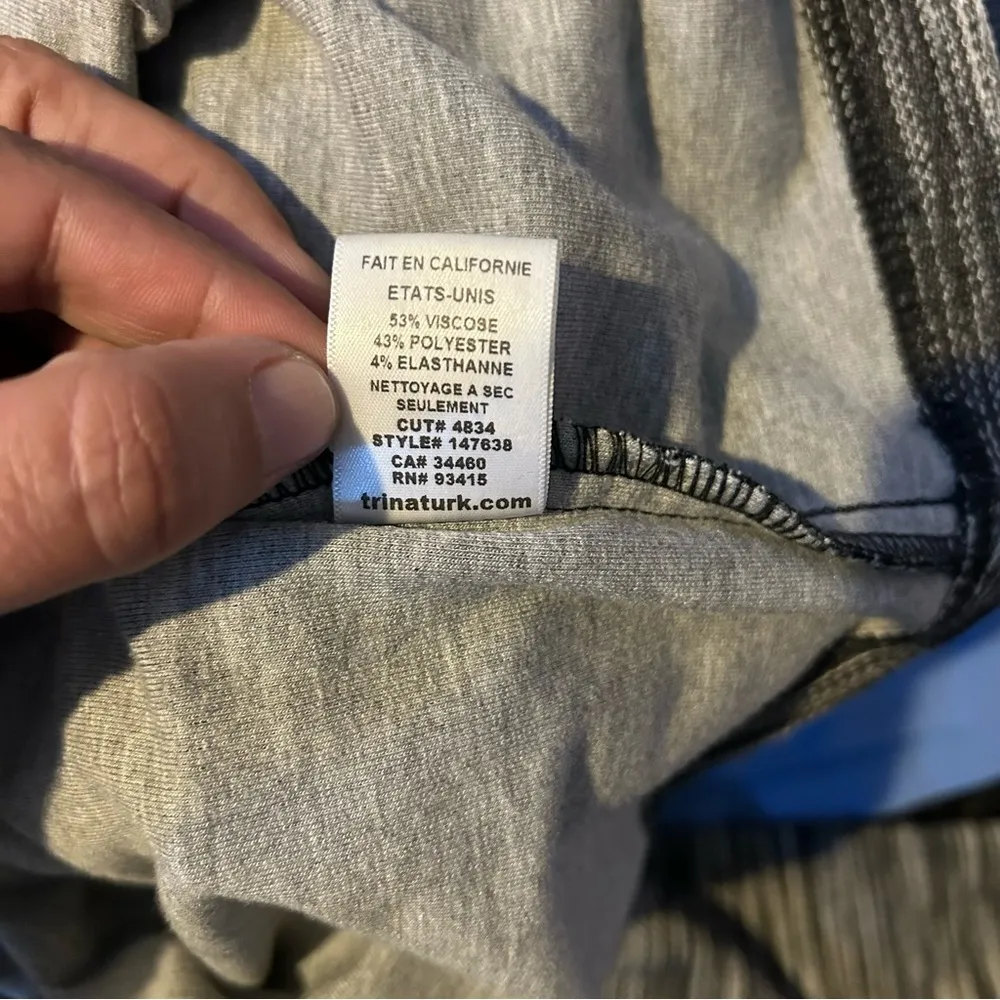 FAIT EN CALIFORNIE
ETATS-UNIS
53% VISCOSE
43% POLYESTER
4% ELASTHANNE
NETTOYAGE A SEC
SEULEMENT
CUT# 4834
STYLE# 147638
CA# 34460
RN# 93415
trinaturk.com